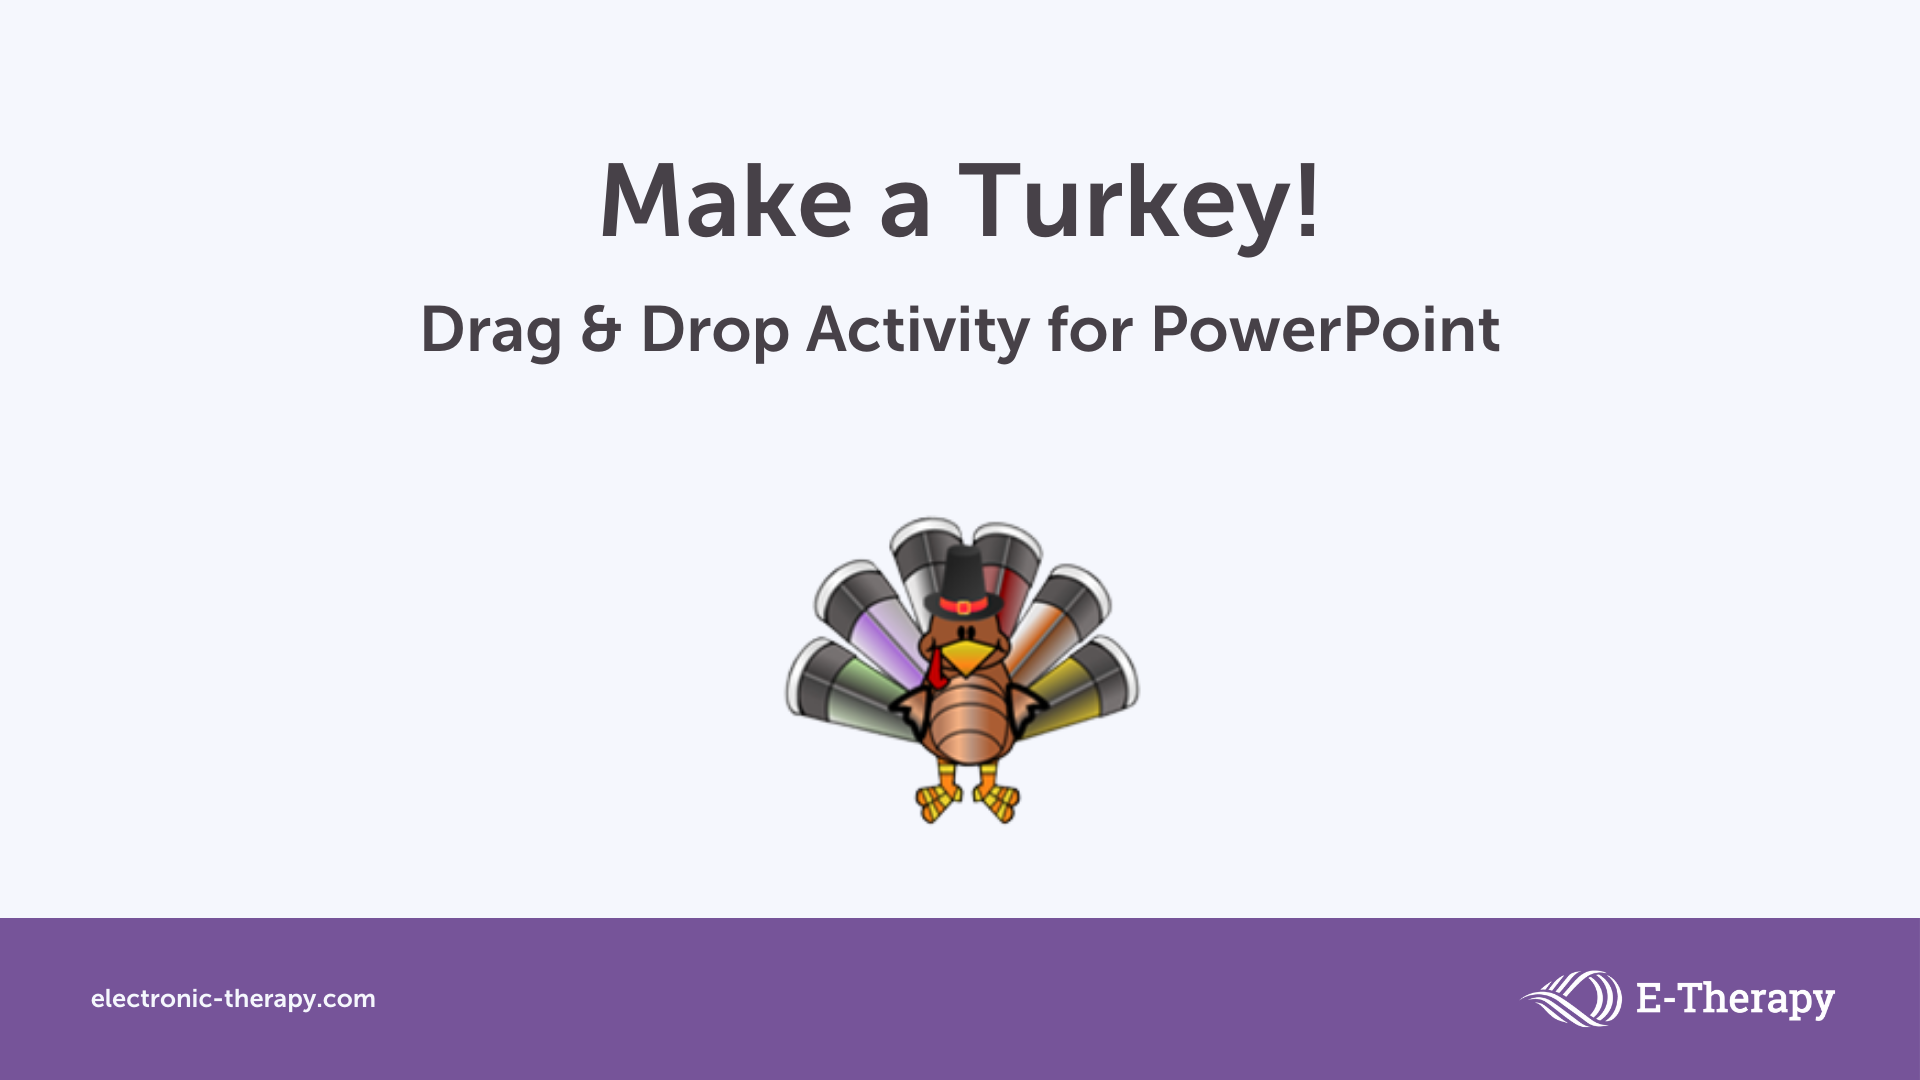 Make a Turkey!
Drag & Drop Activity for PowerPoint
electronic-therapy.com
E-Therapy